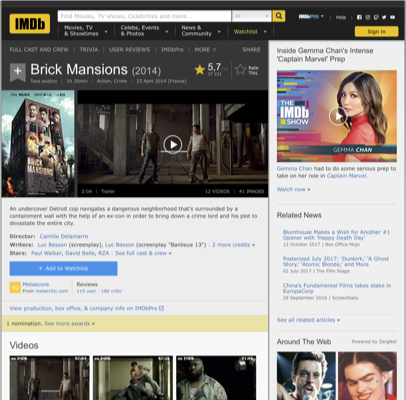 IMDb
Find Movies, TV shows, Celebrities and more...
All
Movies, TV
& Showtimes
Celebs, Events
& Photos
News &
Community
Watchlist
IMDbPro
Help
Sign in
FULL CAST AND CREW | TRIVIA | USER REVIEWS | IMDbPro | MORE
SHARE
Brick Mansions (2014)
Tous publics | 1h 30min | Action, Crime | 23 April 2014 (France)
5,7
Rate
This
BRICK
MANSIONS
2:04 | Trailer
12 VIDEOS | 41 IMAGES
An undercover Detroit cop navigates a dangerous neighborhood that's surrounded by a
containment wall with the help of an ex-con in order to bring down a crime lord and his plot to
devastate the entire city.
Director: Camille Delamarre
Writers: Luc Besson (screenplay), Luc Besson (screenplay "Banlieue 13") | 2 more credits »
Stars: Paul Walker, David Belle, RZA | See full cast & crew »
+ Add to Watchlist
Metascore
From metacritic.com
Reviews
115 user | 186 critic
View production, box office, & company info on IMDbPro
1 nomination. See more awards »
Videos
Inside Gemma Chan's Intense
'Captain Marvel' Prep
THE
IMDb
SHOW
GEMMA CHAN
Gemma Chan had to do some serious prep
to take on her role in Captain Marvel.
Watch now »
Related News
Blumhouse Makes a Wish for Another #1
Opener with 'Happy Death Day'
12 October 2017 | Box Office Mojo
Posterized July 2017: 'Dunkirk,' 'A Ghost
Story,' 'Atomic Blonde,' and More
02 July 2017 | The Film Stage
China's Fundamental Films takes stake in
EuropaCorp
29 September 2016 | ScreenDaily
See all related articles »
Around The Web
Powered by ZergNet